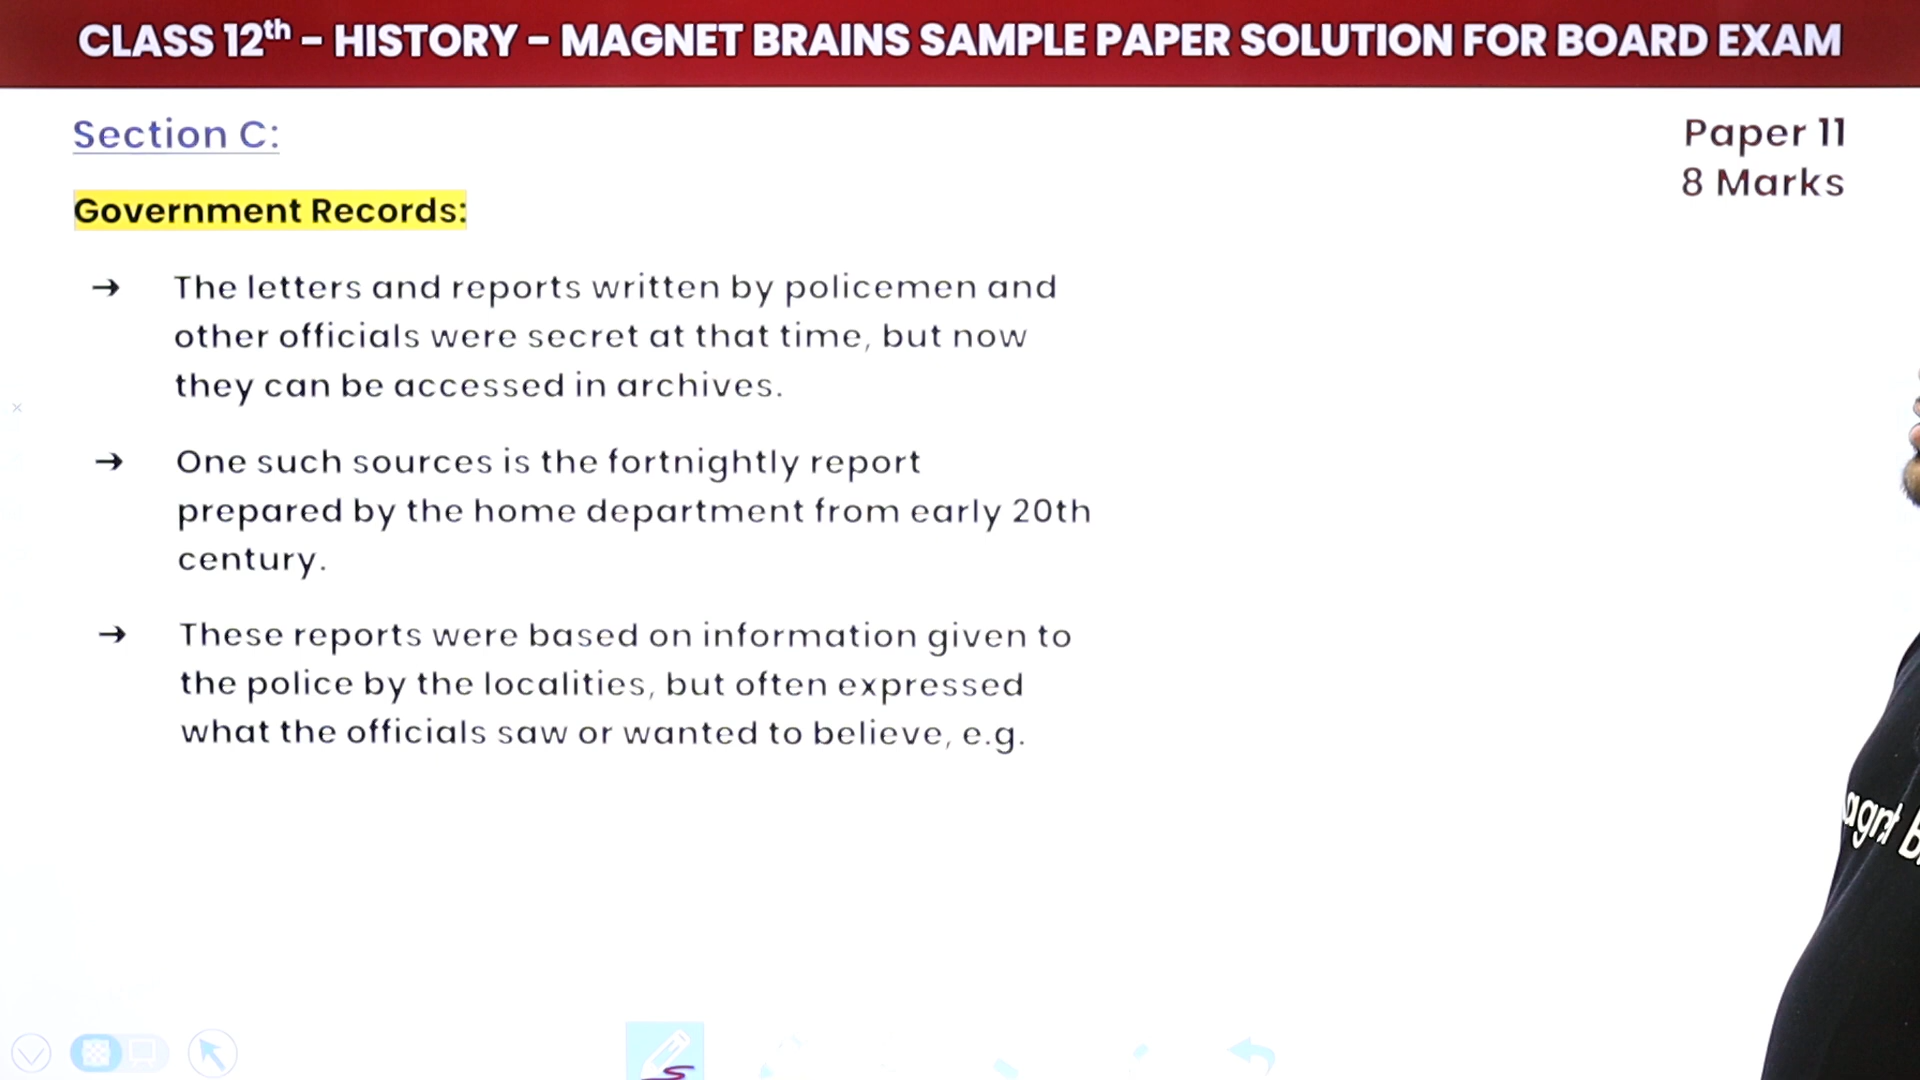 CLASS 12th - HISTORY - MAGNET BRAINS SAMPLE PAPER SOLUTION FOR BOARD EXAM
Section C:
Paper 11
8 Marks
Government Records:
→ The letters and reports written by policemen and
other officials were secret at that time, but now
they can be accessed in archives.
→ One such sources is the fortnightly report
prepared by the home department from early 20th
century.
→ These reports were based on information given to
the police by the localities, but often expressed
what the officials saw or wanted to believe, e.g.